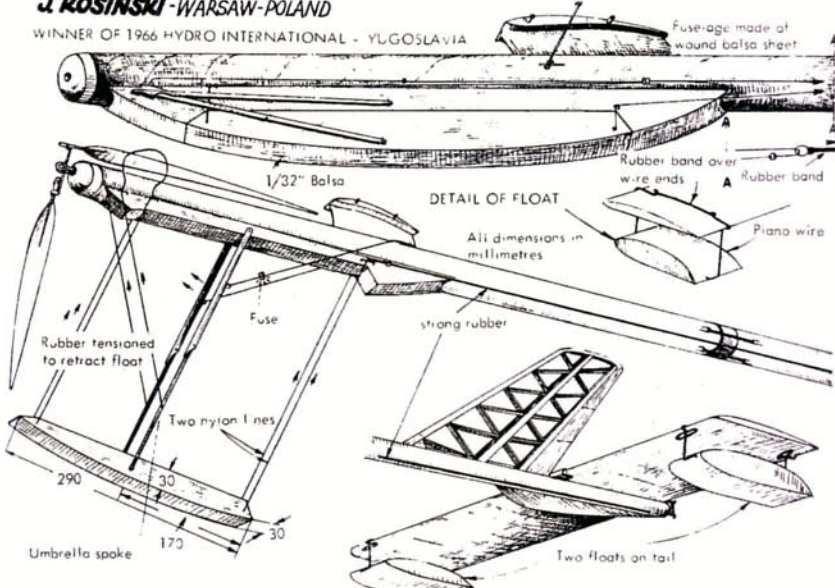 J. ROSINSKI - WARSAW - POLAND
WINNER OF 1966 HYDRO INTERNATIONAL - YUGOSLAVIA
Fuselage made of
wound balsa sheet
A
1/32" Balsa
A
Rubber band over
wire ends
A
Rubber band
DETAIL OF FLOAT
All dimensions in
millimetres
Piano wire
Fuse
strong rubber
Rubber tensioned
to retract float
Two nylon lines
290
30
170
30
Umbrella spoke
Two floats on tail